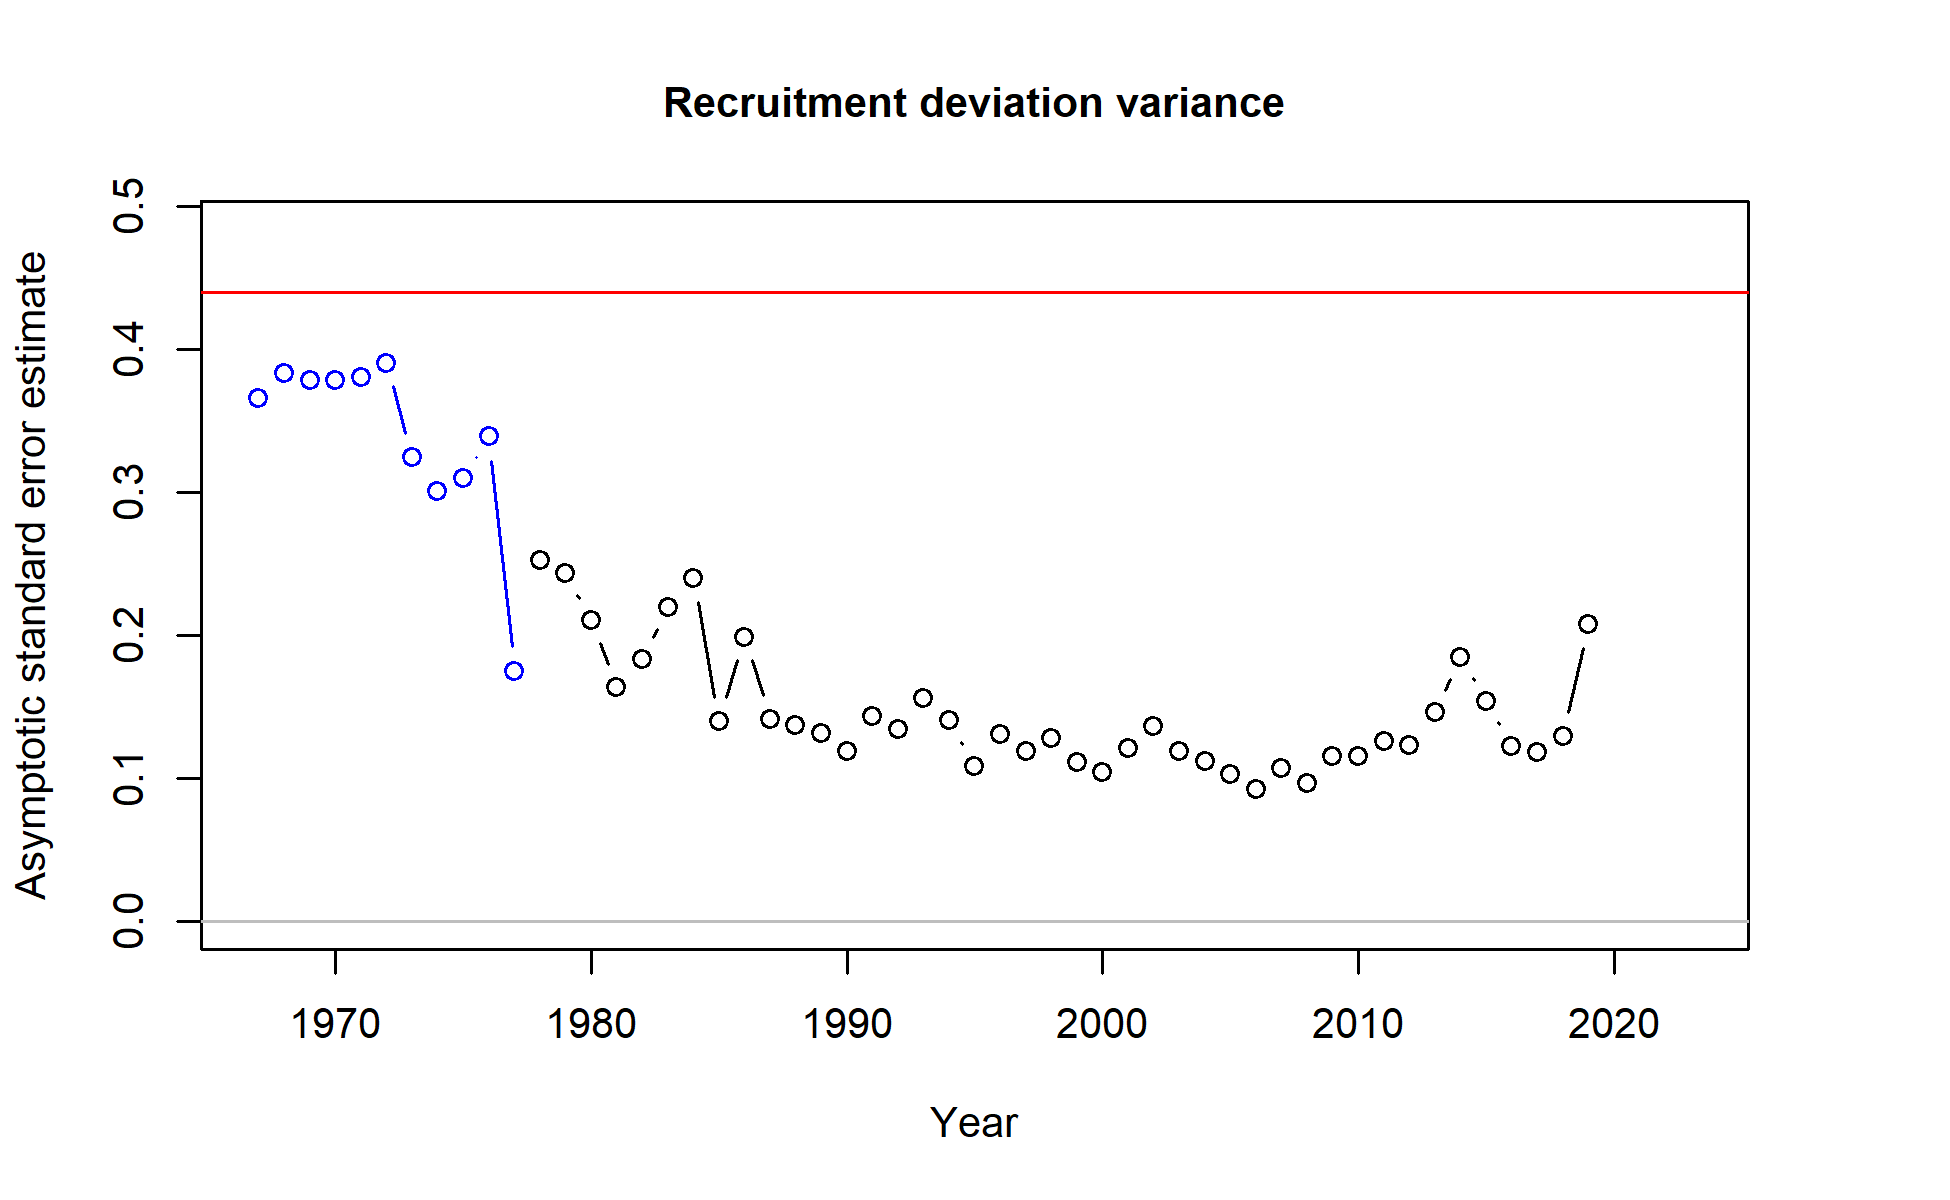 Recruitment deviation variance
Asymptotic standard error estimate
0.5
0.4
0.3
0.2
0.1
0.0
1970 1980 1990 2000 2010 2020
Year